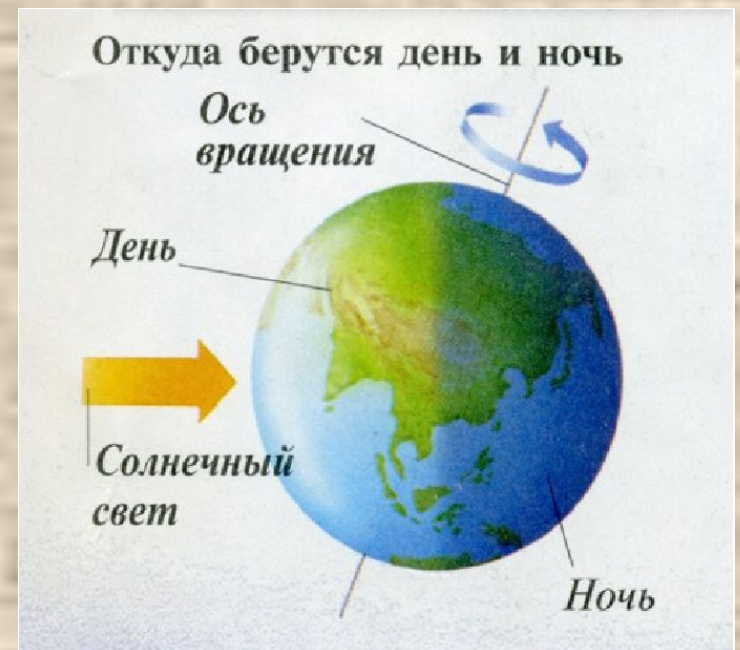 Откуда берутся день и ночь
Ось
вращения
День
Солнечный
свет
Ночь